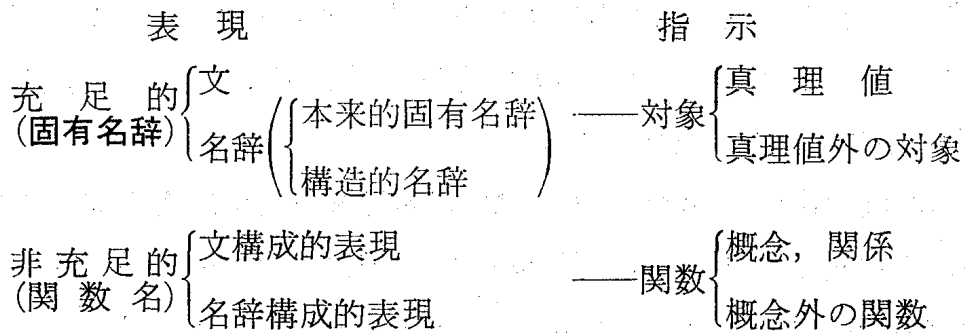 表現 指示
充足的 文 真理値
(固有名辞) 名辞 本来的固有名辞 ——対象
構造的名辞 真理値外の対象
非充足的 文構成的表現 概念，関係
(関数名) 名辞構成的表現 ——関数 概念外の関数